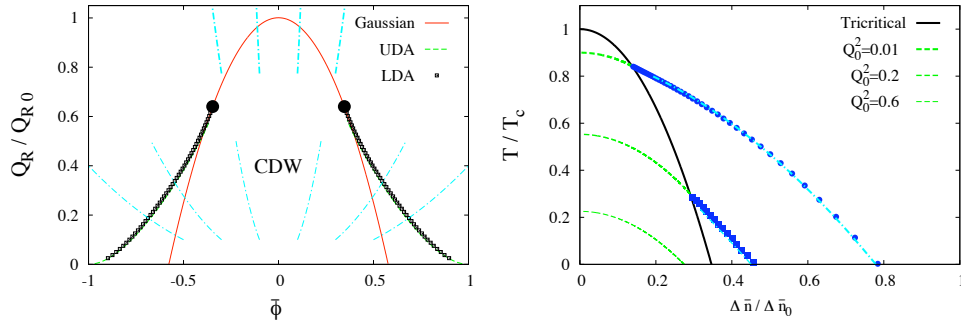 Q_R / Q_{R 0}
1
0.8
0.6
0.4
0.2
0
-1
-0.5
0
0.5
1
ϕ̄
Gaussian
UDA
LDA
CDW
T / T_c
1
0.8
0.6
0.4
0.2
0
0
0.2
0.4
0.6
0.8
1
Δ n̄ / Δ n̄_0
Tricritical
Q_0^2=0.01
Q_0^2=0.2
Q_0^2=0.6